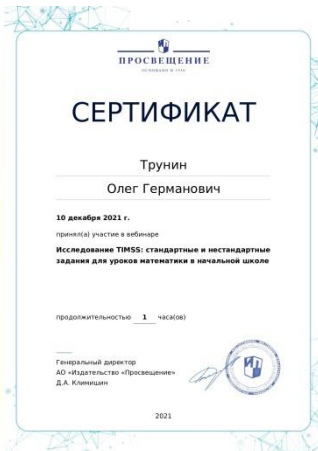 ПРОСВЕЩЕНИЕ
СЕРТИФИКАТ
Трунин
Олег Германович
10 декабря 2021 г.
принял(а) участие в вебинаре
Исследование TIMSS: стандартные и нестандартные
задания для уроков математики в начальной школе
продолжительностью 1 часа(ов)
Генеральный директор
АО «Издательство «Просвещение»
Д.А. Климишин
2021